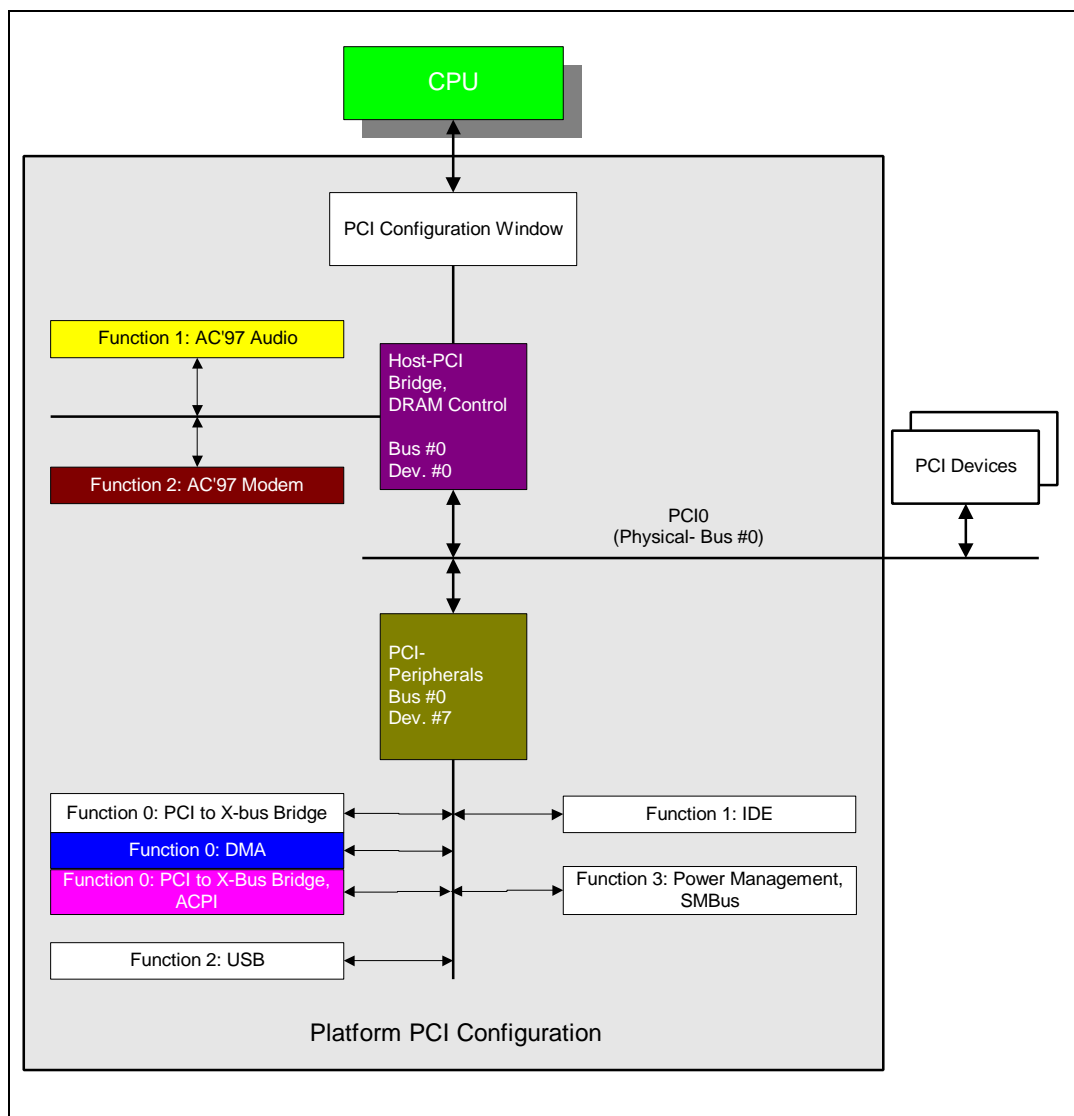 CPU
PCI Configuration Window
Function 1: AC'97 Audio
Host-PCI
Bridge,
DRAM Control
Bus #0
Dev. #0
Function 2: AC'97 Modem
PCI Devices
PCI0
(Physical- Bus #0)
PCI-
Peripherals
Bus #0
Dev. #7
Function 0: PCI to X-bus Bridge
Function 1: IDE
Function 0: DMA
Function 0: PCI to X-Bus Bridge,
ACPI
Function 3: Power Management,
SMBus
Function 2: USB
Platform PCI Configuration